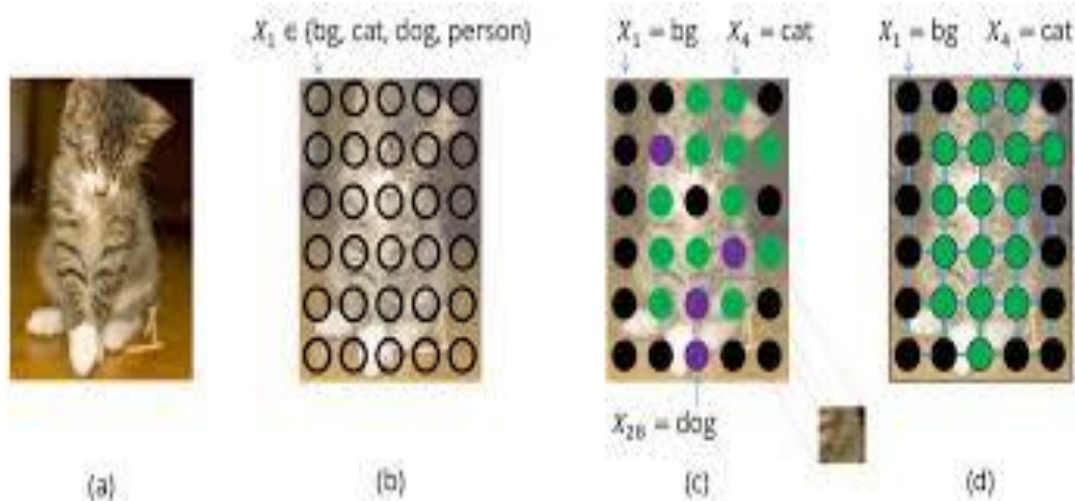 X₁ ∈ (bg, cat, dog, person)
X₁ = bg X₄ = cat
X₁ = bg X₄ = cat
X₂₈ = dog
(a) (b) (c) (d)